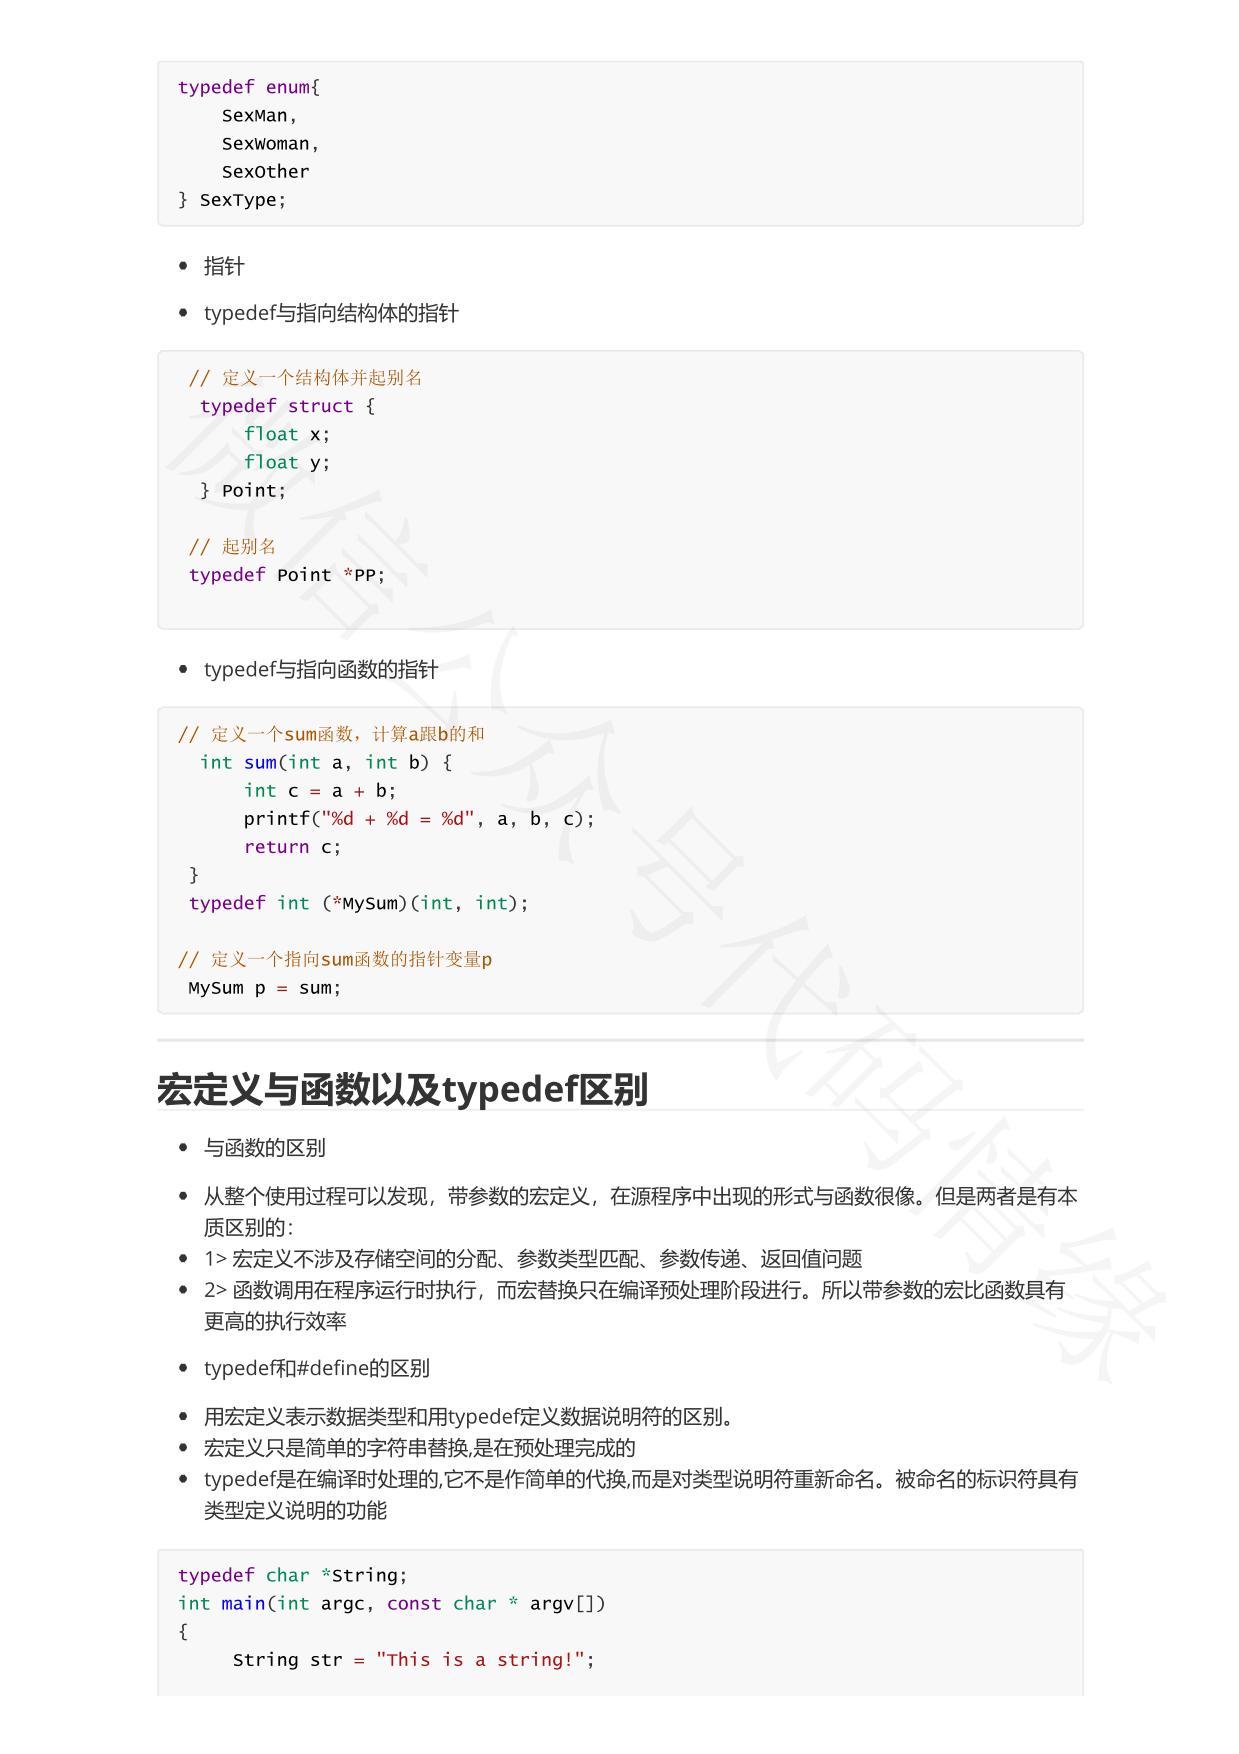 typedef enum{
SexMan,
SexWoman,
SexOther
} SexType;
指针
typedef与指向结构体的指针
// 定义一个结构体并起别名
typedef struct {
float x;
float y;
} Point;
// 起别名
typedef Point *PP;
typedef与指向函数的指针
// 定义一个sum函数，计算a跟b的和
int sum(int a, int b) {
int c = a + b;
printf("%d + %d = %d", a, b, c);
return c;
}
typedef int (*MySum)(int, int);
// 定义一个指向sum函数的指针变量p
MySum p = sum;
宏定义与函数以及typedef区别
与函数的区别
从整个使用过程可以发现，带参数的宏定义，在源程序中出现的形式与函数很像。但是两者是有本
质区别的：
1> 宏定义不涉及存储空间的分配、参数类型匹配、参数传递、返回值问题
2> 函数调用在程序运行时执行，而宏替换只在编译预处理阶段进行。所以带参数的宏比函数具有
更高的执行效率
typedef和#define的区别
用宏定义表示数据类型和用typedef定义数据说明符的区别。
宏定义只是简单的字符串替换,是在预处理完成的
typedef是在编译时处理的,它不是作简单的代换,而是对类型说明符重新命名。被命名的标识符具有
类型定义说明的功能
typedef char *String;
int main(int argc, const char * argv[])
{
String str = "This is a string!";
微信公众号代码情缘